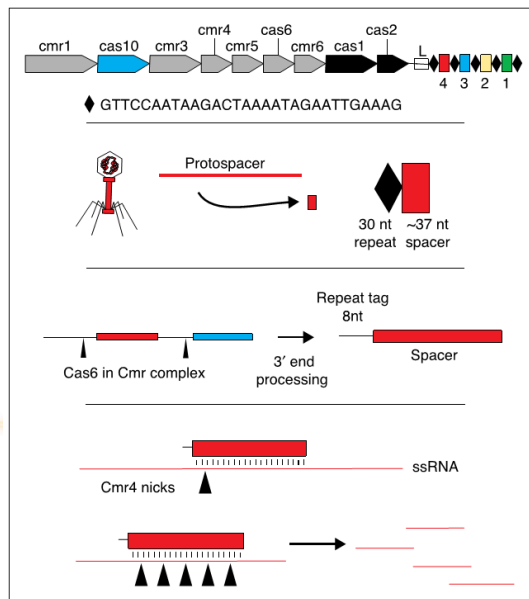 cmr4 cas6 cas2
cmr1 cas10 cmr3 cmr5 cmr6 cas1 L
4 3 2 1
GTTCCAATAAGACTAAAATAGAATTGAAAG
Protospacer
30 nt ~37 nt
repeat spacer
Repeat tag
8nt
Cas6 in Cmr complex
3′ end
processing
Spacer
ssRNA
Cmr4 nicks